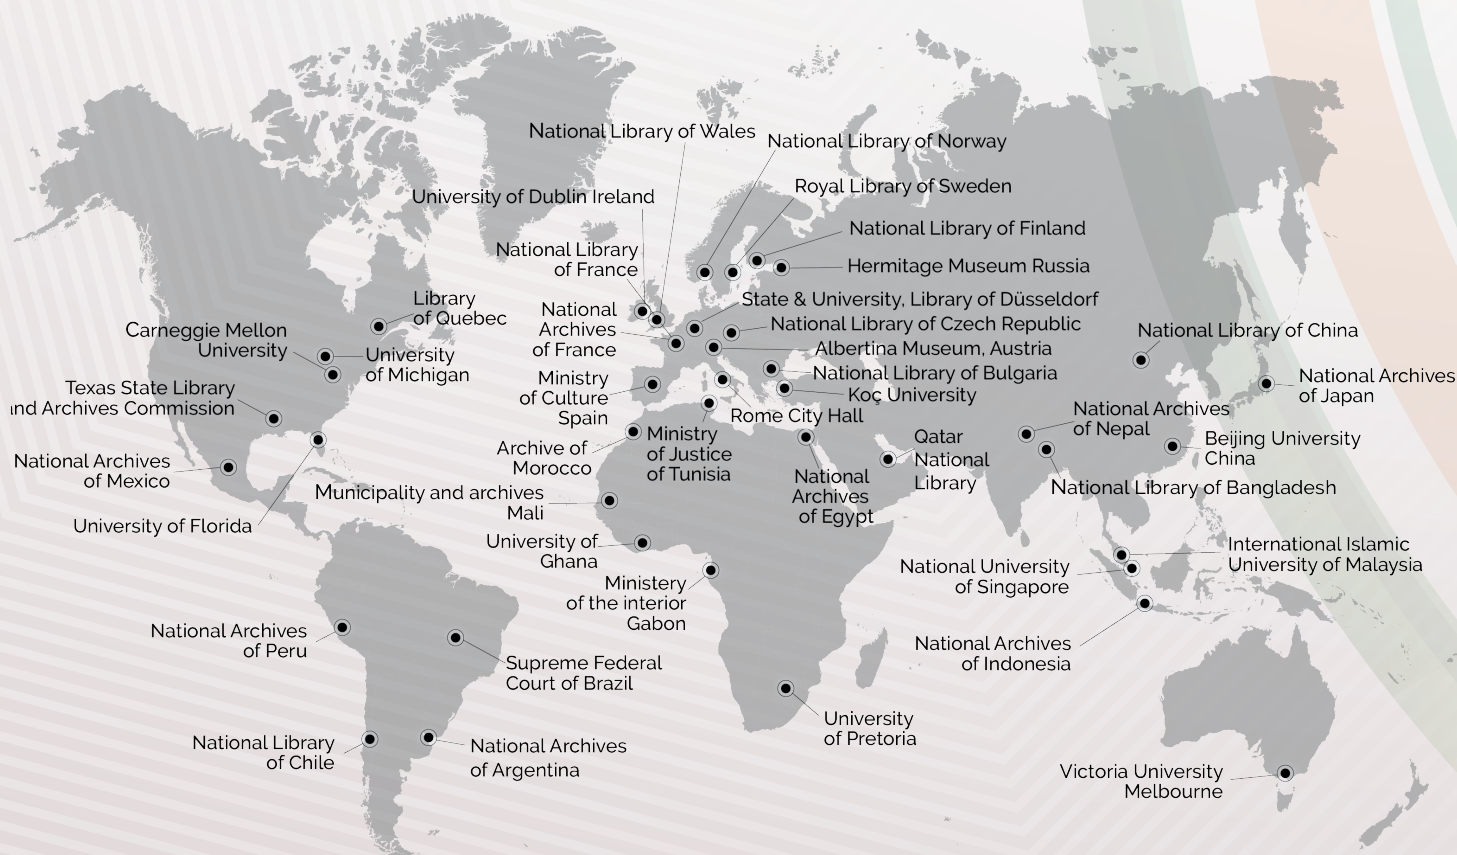 National Library of Wales
National Library of Norway
Royal Library of Sweden
University of Dublin Ireland
National Library of Finland
National Library
of France
Hermitage Museum Russia
Library
of Quebec
National
Archives
of France
State & University, Library of Düsseldorf
National Library of Czech Republic
Carneggie Mellon
University
University
of Michigan
Albertina Museum, Austria
National Library of China
Ministry
of Culture
Spain
National Library of Bulgaria
Koç University
National Archives
of Japan
Texas State Library
nd Archives Commission
Rome City Hall
National Archives
of Nepal
Archive of
Morocco
Ministry
of Justice
of Tunisia
Qatar
National
Library
Beijing University
China
National Archives
of Mexico
National
Archives
of Egypt
National Library of Bangladesh
Municipality and archives
Mali
University of Florida
University of
Ghana
International Islamic
University of Malaysia
National University
of Singapore
Ministery
of the interior
Gabon
National Archives
of Peru
National Archives
of Indonesia
Supreme Federal
Court of Brazil
University
of Pretoria
National Library
of Chile
National Archives
of Argentina
Victoria University
Melbourne